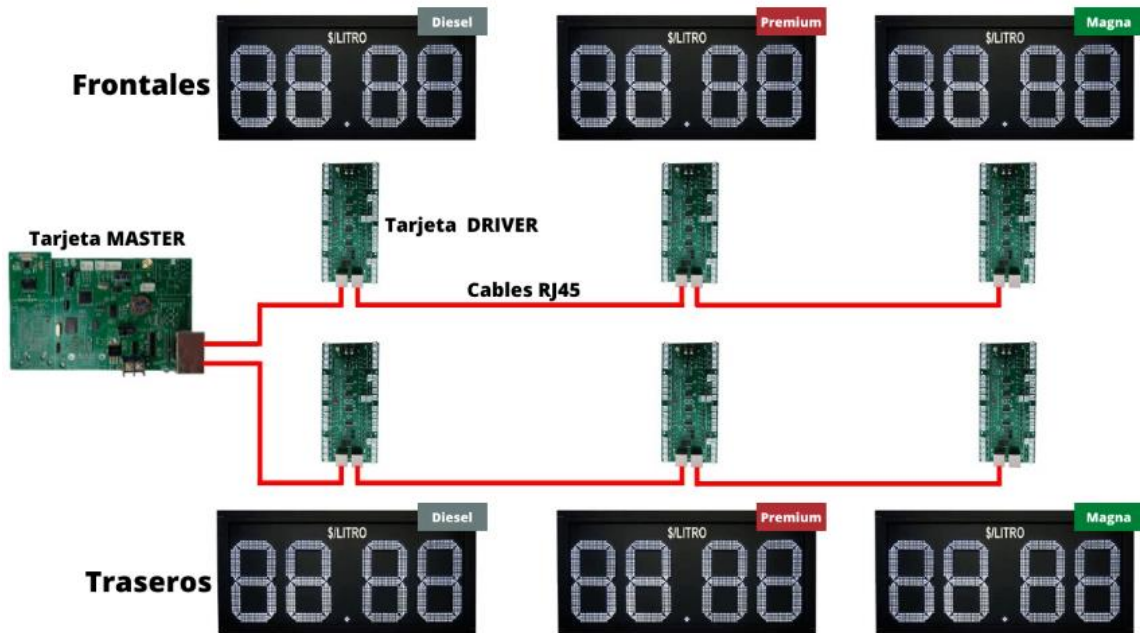 Diesel
Premium
Magna
$/LITRO
$/LITRO
$/LITRO
88.88
88.88
88.88
Frontales
Tarjeta DRIVER
Tarjeta MASTER
Cables RJ45
Diesel
Premium
Magna
$/LITRO
$/LITRO
$/LITRO
88.88
88.88
88.88
Traseros